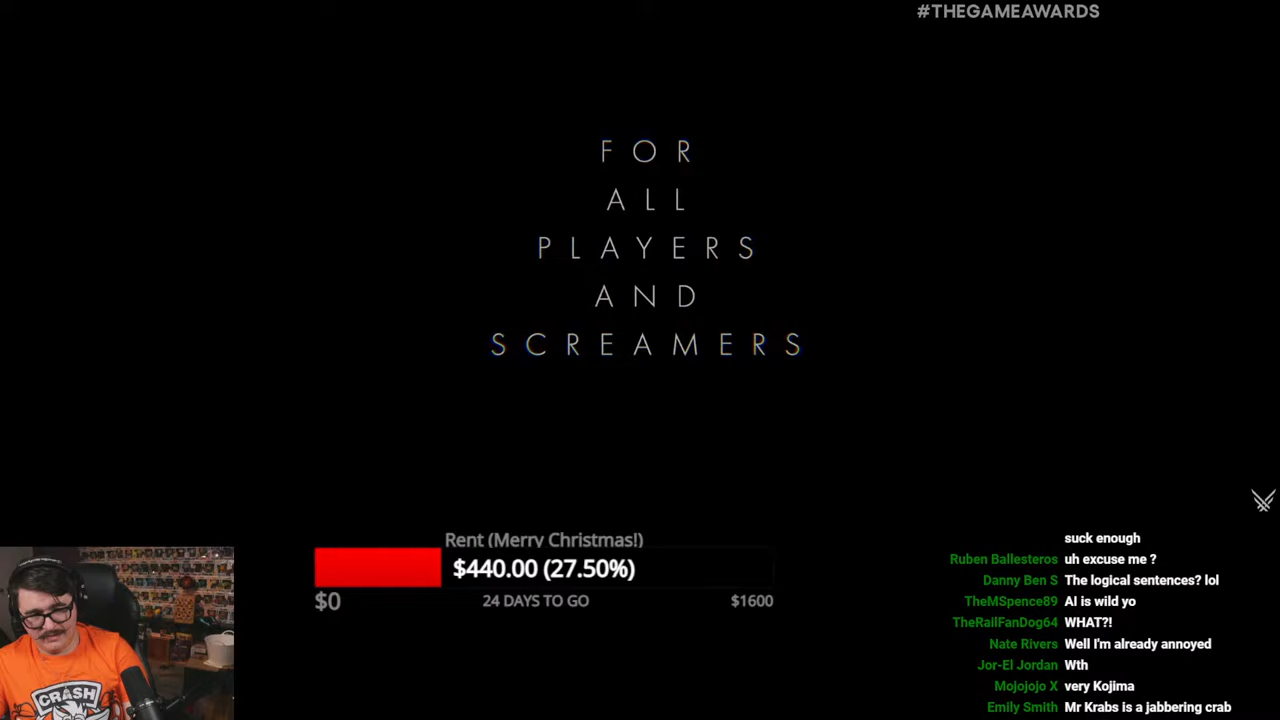 #THEGAMEAWARDS
FOR
ALL
PLAYERS
AND
SCREAMERS
Rent (Merry Christmas!)
$440.00 (27.50%)
$0
24 DAYS TO GO
$1600
CRASH
suck enough
Ruben Ballesteros uh excuse me ?
Danny Ben S The logical sentences? lol
TheMSpence89 AI is wild yo
TheRailFanDog64 WHAT?!
Nate Rivers Well I'm already annoyed
Jor-El Jordan Wth
Mojojojo X very Kojima
Emily Smith Mr Krabs is a jabbering crab